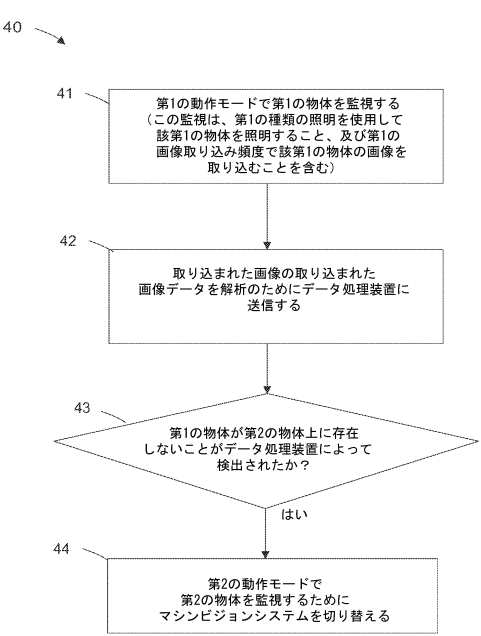 40
41
第1の動作モードで第1の物体を監視する
(この監視は、第1の種類の照明を使用して
該第1の物体を照明すること、及び第1の
画像取り込み頻度で該第1の物体の画像を
取り込むことを含む)
42
取り込まれた画像の取り込まれた
画像データを解析のためにデータ処理装置に
送信する
43
第1の物体が第2の物体上に存在
しないことがデータ処理装置によって
検出されたか?
はい
44
第2の動作モードで
第2の物体を監視するために
マシンビジョンシステムを切り替える